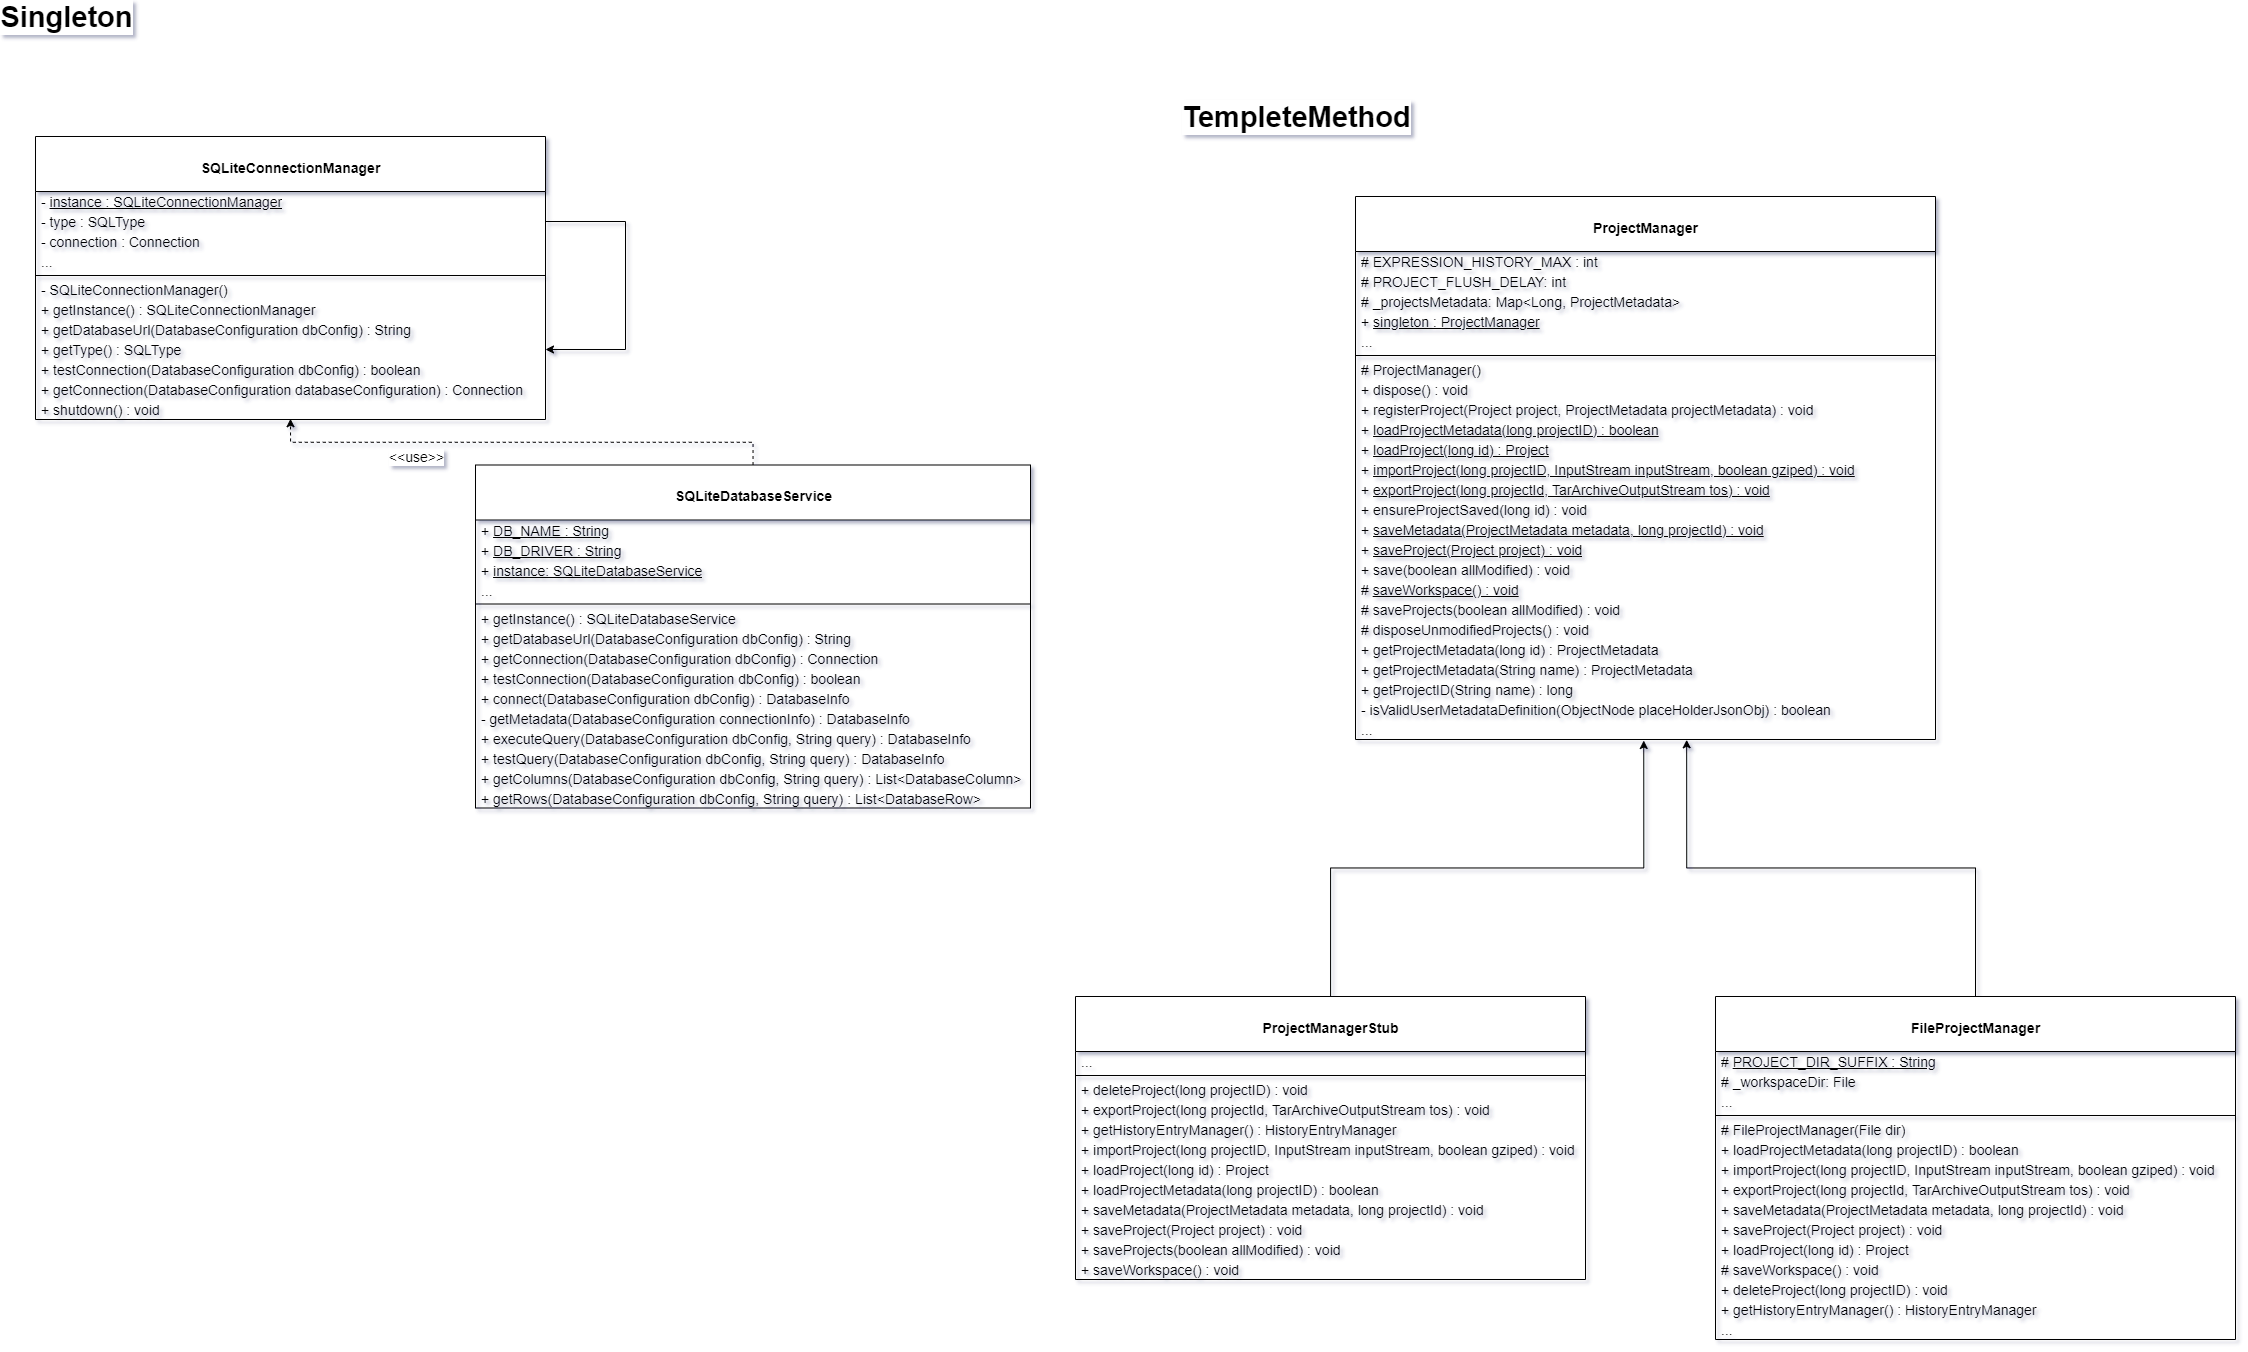 Singleton
SQLiteConnectionManager
- instance : SQLiteConnectionManager
- type : SQLType
- connection : Connection
...
- SQLiteConnectionManager()
+ getInstance() : SQLiteConnectionManager
+ getDatabaseUrl(DatabaseConfiguration dbConfig) : String
+ getType() : SQLType
+ testConnection(DatabaseConfiguration dbConfig) : boolean
+ getConnection(DatabaseConfiguration databaseConfiguration) : Connection
+ shutdown() : void
<<use>>
SQLiteDatabaseService
+ DB_NAME : String
+ DB_DRIVER : String
+ instance: SQLiteDatabaseService
...
+ getInstance() : SQLiteDatabaseService
+ getDatabaseUrl(DatabaseConfiguration dbConfig) : String
+ getConnection(DatabaseConfiguration dbConfig) : Connection
+ testConnection(DatabaseConfiguration dbConfig) : boolean
+ connect(DatabaseConfiguration dbConfig) : DatabaseInfo
- getMetadata(DatabaseConfiguration connectionInfo) : DatabaseInfo
+ executeQuery(DatabaseConfiguration dbConfig, String query) : DatabaseInfo
+ testQuery(DatabaseConfiguration dbConfig, String query) : DatabaseInfo
+ getColumns(DatabaseConfiguration dbConfig, String query) : List<DatabaseColumn>
+ getRows(DatabaseConfiguration dbConfig, String query) : List<DatabaseRow>
TempleteMethod
ProjectManager
# EXPRESSION_HISTORY_MAX : int
# PROJECT_FLUSH_DELAY: int
# _projectsMetadata: Map<Long, ProjectMetadata>
+ singleton : ProjectManager
...
# ProjectManager()
+ dispose() : void
+ registerProject(Project project, ProjectMetadata projectMetadata) : void
+ loadProjectMetadata(long projectID) : boolean
+ loadProject(long id) : Project
+ importProject(long projectID, InputStream inputStream, boolean gziped) : void
+ exportProject(long projectId, TarArchiveOutputStream tos) : void
+ ensureProjectSaved(long id) : void
+ saveMetadata(ProjectMetadata metadata, long projectId) : void
+ saveProject(Project project) : void
+ save(boolean allModified) : void
# saveWorkspace() : void
# saveProjects(boolean allModified) : void
# disposeUnmodifiedProjects() : void
+ getProjectMetadata(long id) : ProjectMetadata
+ getProjectMetadata(String name) : ProjectMetadata
+ getProjectID(String name) : long
- isValidUserMetadataDefinition(ObjectNode placeHolderJsonObj) : boolean
...
ProjectManagerStub
...
+ deleteProject(long projectID) : void
+ exportProject(long projectId, TarArchiveOutputStream tos) : void
+ getHistoryEntryManager() : HistoryEntryManager
+ importProject(long projectID, InputStream inputStream, boolean gziped) : void
+ loadProject(long id) : Project
+ loadProjectMetadata(long projectID) : boolean
+ saveMetadata(ProjectMetadata metadata, long projectId) : void
+ saveProject(Project project) : void
+ saveProjects(boolean allModified) : void
+ saveWorkspace() : void
FileProjectManager
# PROJECT_DIR_SUFFIX : String
# _workspaceDir: File
...
# FileProjectManager(File dir)
+ loadProjectMetadata(long projectID) : boolean
+ importProject(long projectID, InputStream inputStream, boolean gziped) : void
+ exportProject(long projectId, TarArchiveOutputStream tos) : void
+ saveMetadata(ProjectMetadata metadata, long projectId) : void
+ saveProject(Project project) : void
+ loadProject(long id) : Project
# saveWorkspace() : void
+ deleteProject(long projectID) : void
+ getHistoryEntryManager() : HistoryEntryManager
...